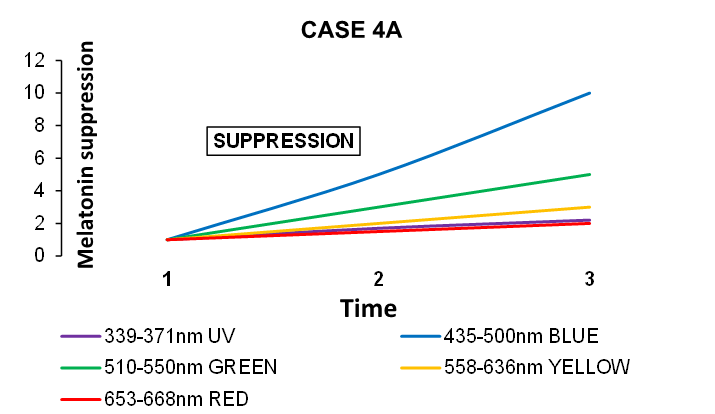 CASE 4A
12
10
8
6
4
2
0
Melatonin suppression
SUPPRESSION
1 2 3
Time
339-371nm UV 435-500nm BLUE
510-550nm GREEN 558-636nm YELLOW
653-668nm RED